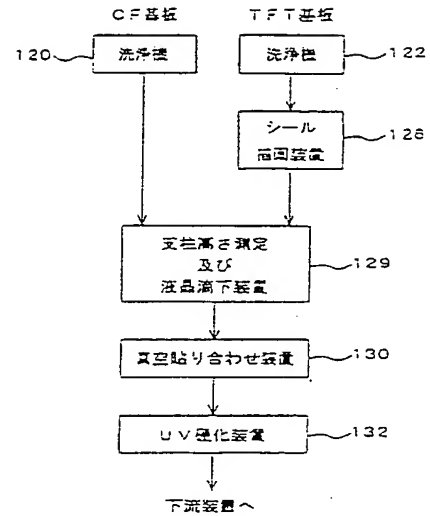 CF基板 TFT基板
120 洗浄機 洗浄機 122
シール
描画装置 128
支柱高さ測定
及び
液晶滴下装置 129
真空貼り合わせ装置 130
UV硬化装置 132
下流装置へ